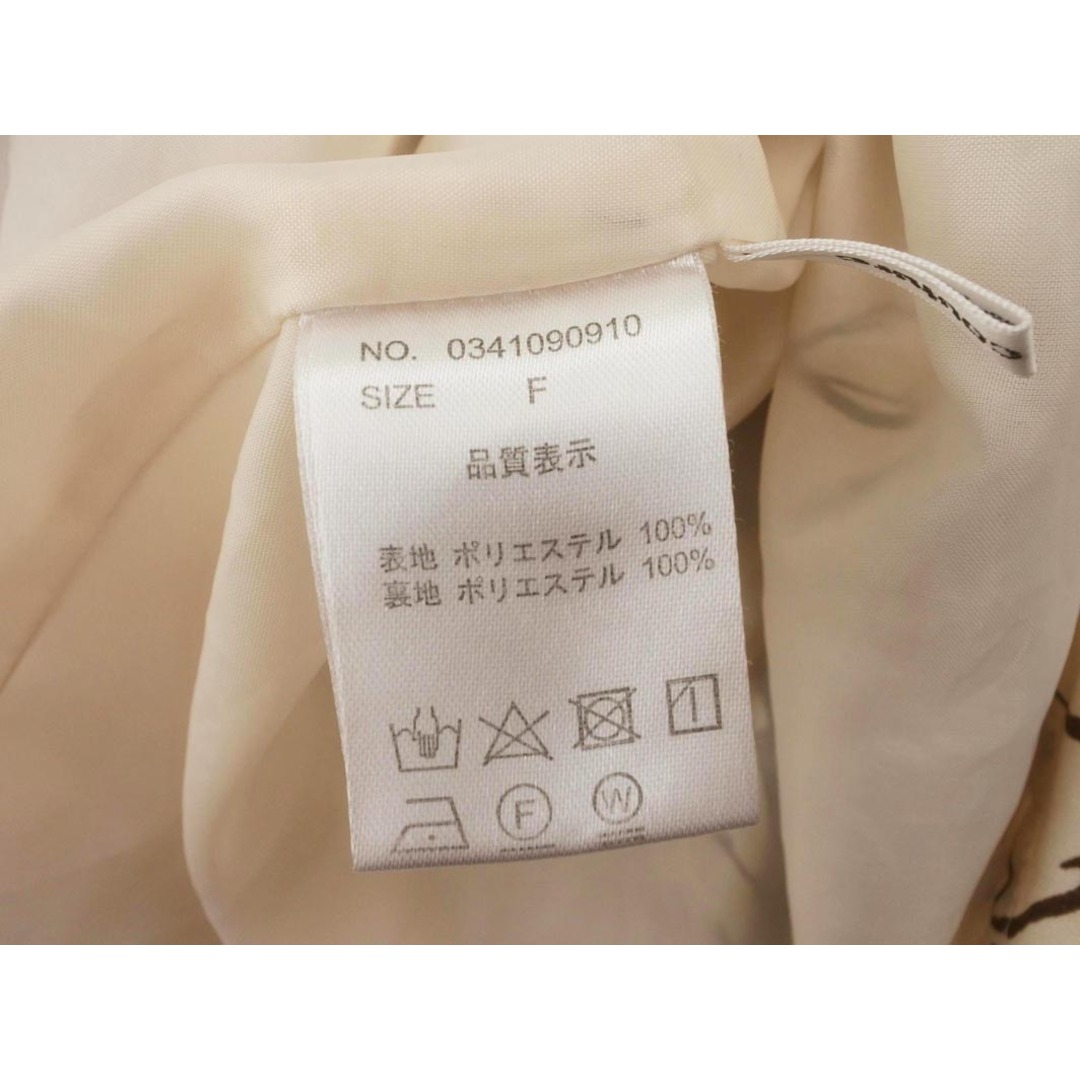 NO. 0341090910
SIZE F
品質表示
表地 ポリエステル 100%
裏地 ポリエステル 100%
F
W